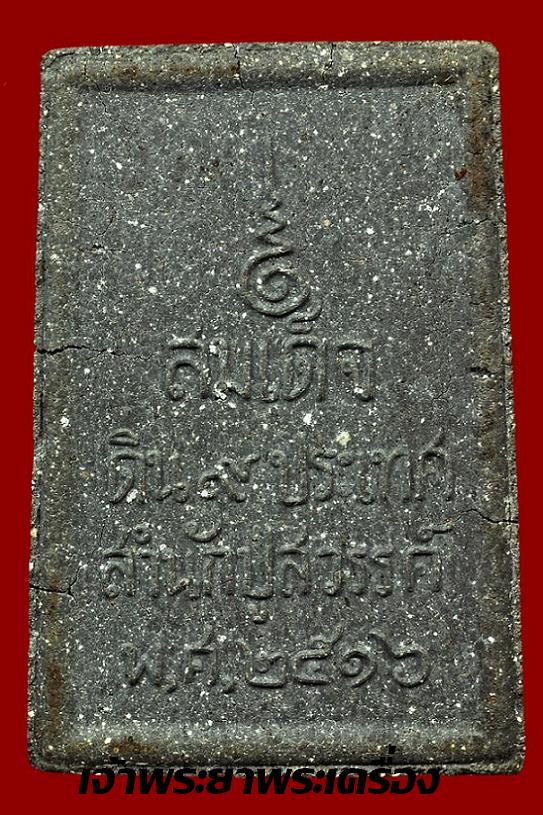 สมเด็จ
ดิน ๙ ประเทศ
สำนักปู่สวรรค์
พ.ศ.๒๕๑๖
เจ้าพระยาพระเครื่อง